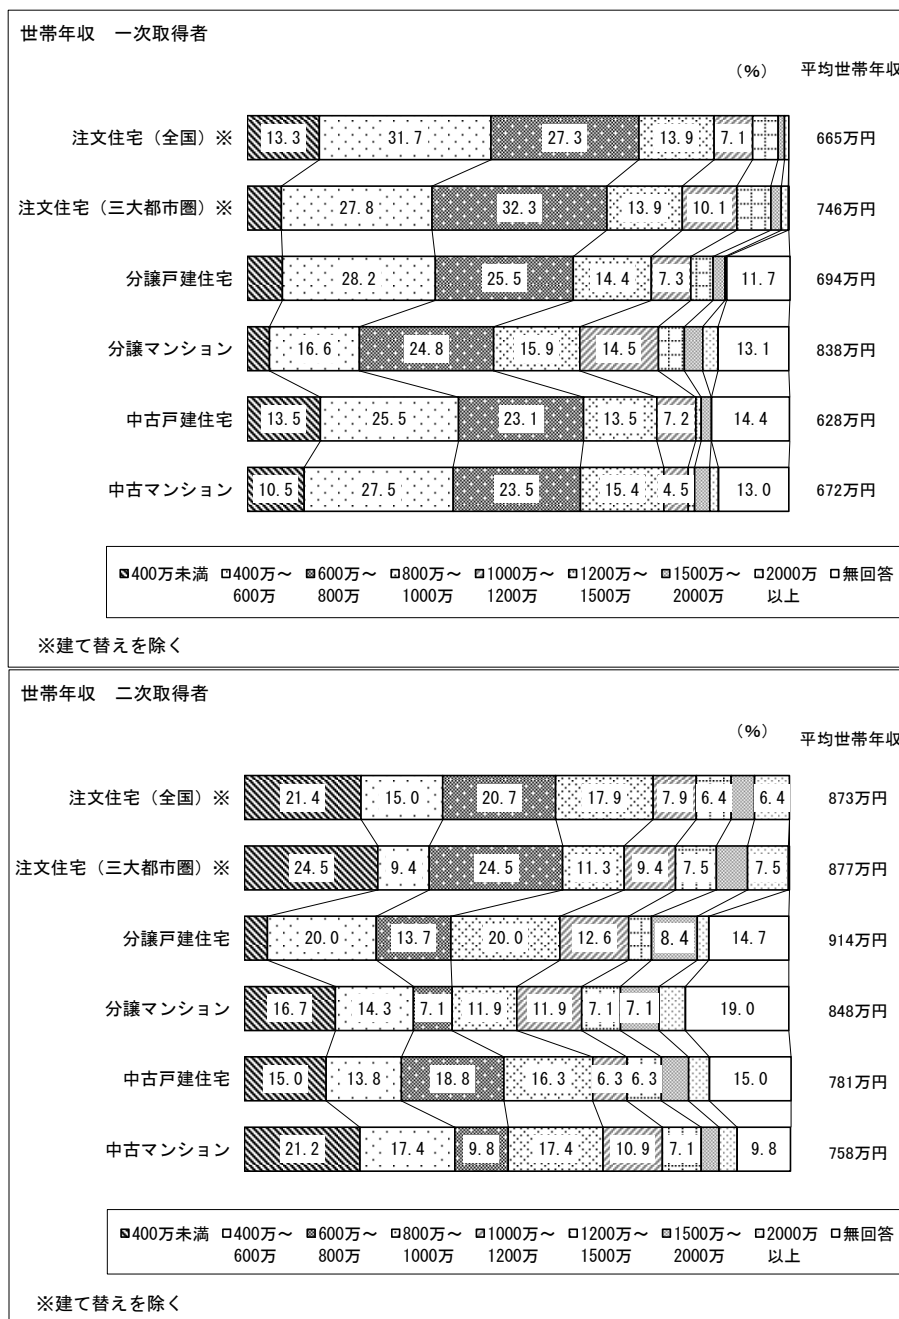 世帯年収　一次取得者
（%）　平均世帯年収
注文住宅（全国）※ 13.3 31.7 27.3 13.9 7.1 665万円
注文住宅（三大都市圏）※ 27.8 32.3 13.9 10.1 746万円
分譲戸建住宅 28.2 25.5 14.4 7.3 11.7 694万円
分譲マンション 16.6 24.8 15.9 14.5 13.1 838万円
中古戸建住宅 13.5 25.5 23.1 13.5 7.2 14.4 628万円
中古マンション 10.5 27.5 23.5 15.4 4.5 13.0 672万円
400万未満 400万～ 600万～ 800万～ 1000万～ 1200万～ 1500万～ 2000万 無回答
600万 800万 1000万 1200万 1500万 2000万 以上
※建て替えを除く
世帯年収　二次取得者
（%）　平均世帯年収
注文住宅（全国）※ 21.4 15.0 20.7 17.9 7.9 6.4 6.4 873万円
注文住宅（三大都市圏）※ 24.5 9.4 24.5 11.3 9.4 7.5 7.5 877万円
分譲戸建住宅 20.0 13.7 20.0 12.6 8.4 14.7 914万円
分譲マンション 16.7 14.3 7.1 11.9 11.9 7.1 7.1 19.0 848万円
中古戸建住宅 15.0 13.8 18.8 16.3 6.3 6.3 15.0 781万円
中古マンション 21.2 17.4 9.8 17.4 10.9 7.1 9.8 758万円
400万未満 400万～ 600万～ 800万～ 1000万～ 1200万～ 1500万～ 2000万 無回答
600万 800万 1000万 1200万 1500万 2000万 以上
※建て替えを除く